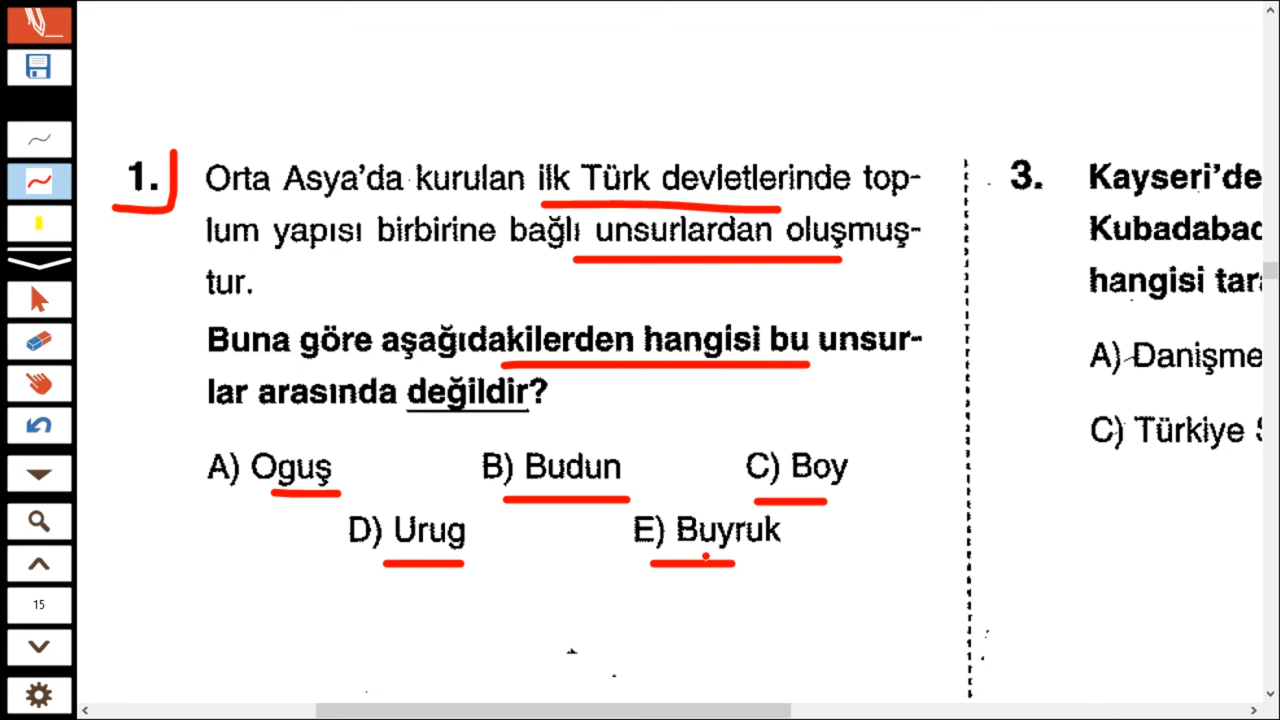 15
1. Orta Asya'da kurulan ilk Türk devletlerinde top-
lum yapısı birbirine bağlı unsurlardan oluşmuş-
tur.
Buna göre aşağıdakilerden hangisi bu unsur-
lar arasında değildir?
A) Oguş B) Budun C) Boy
D) Urug E) Buyruk
3. Kayseri'de
Kubadabad
hangisi tara
A) Danişme
C) Türkiye S